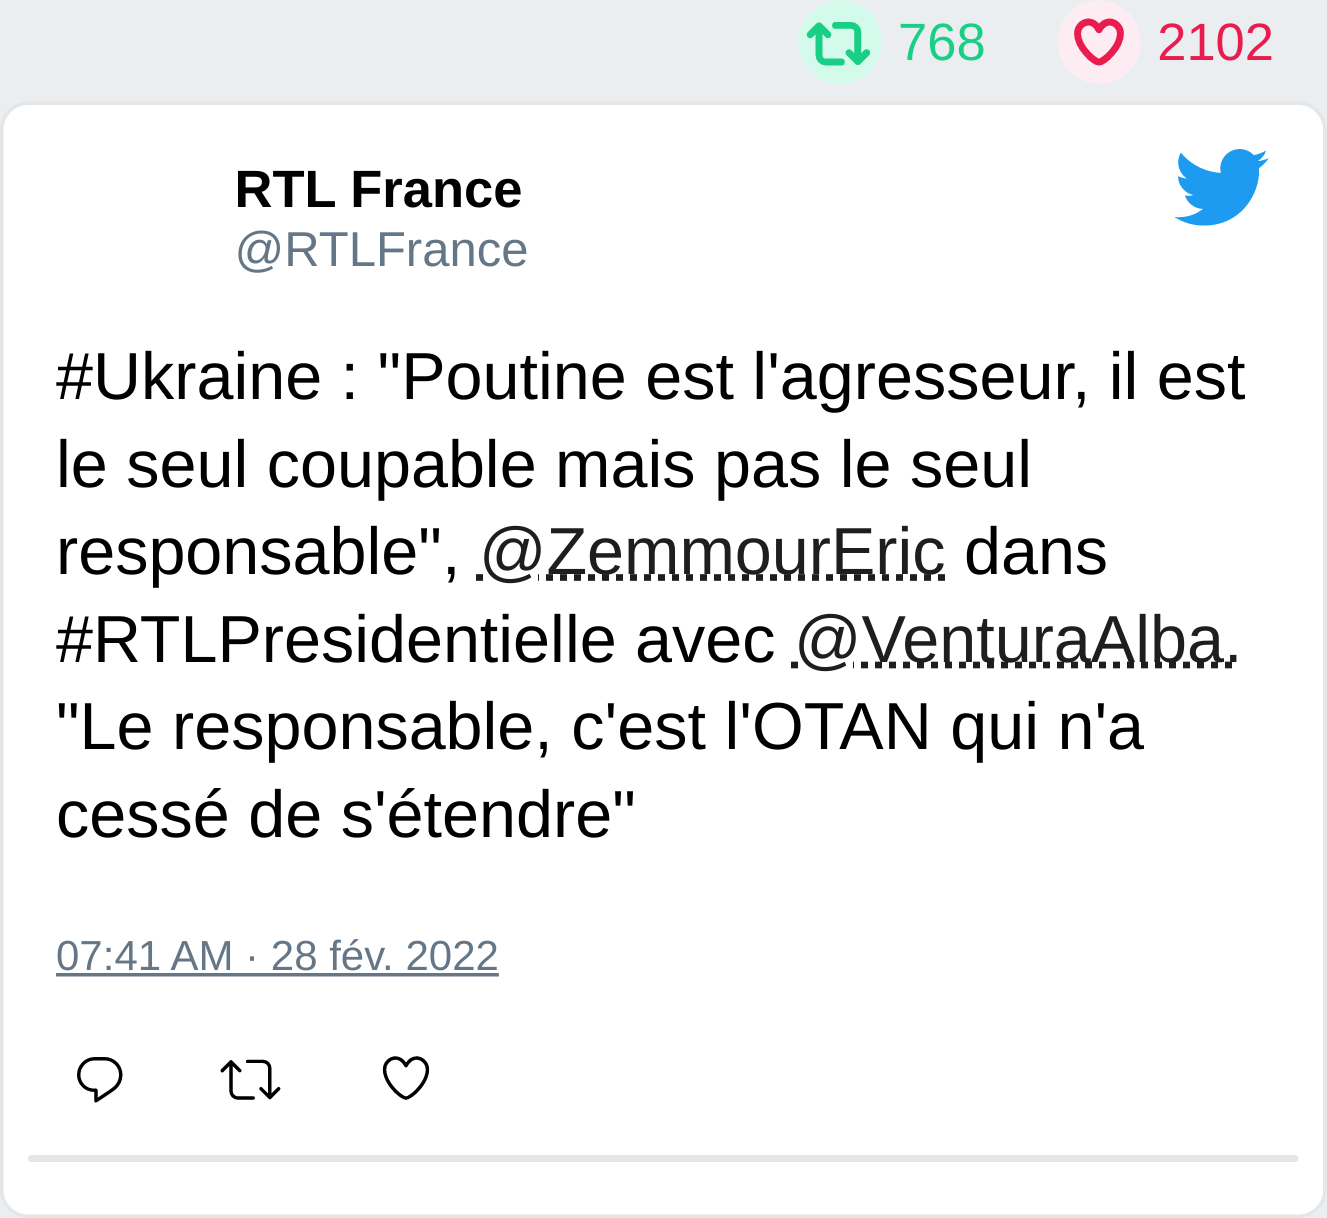 768 2102
RTL France
@RTLFrance
#Ukraine : "Poutine est l'agresseur, il est
le seul coupable mais pas le seul
responsable", @ZemmourEric dans
#RTLPresidentielle avec @VenturaAlba.
"Le responsable, c'est l'OTAN qui n'a
cessé de s'étendre"
07:41 AM · 28 fév. 2022